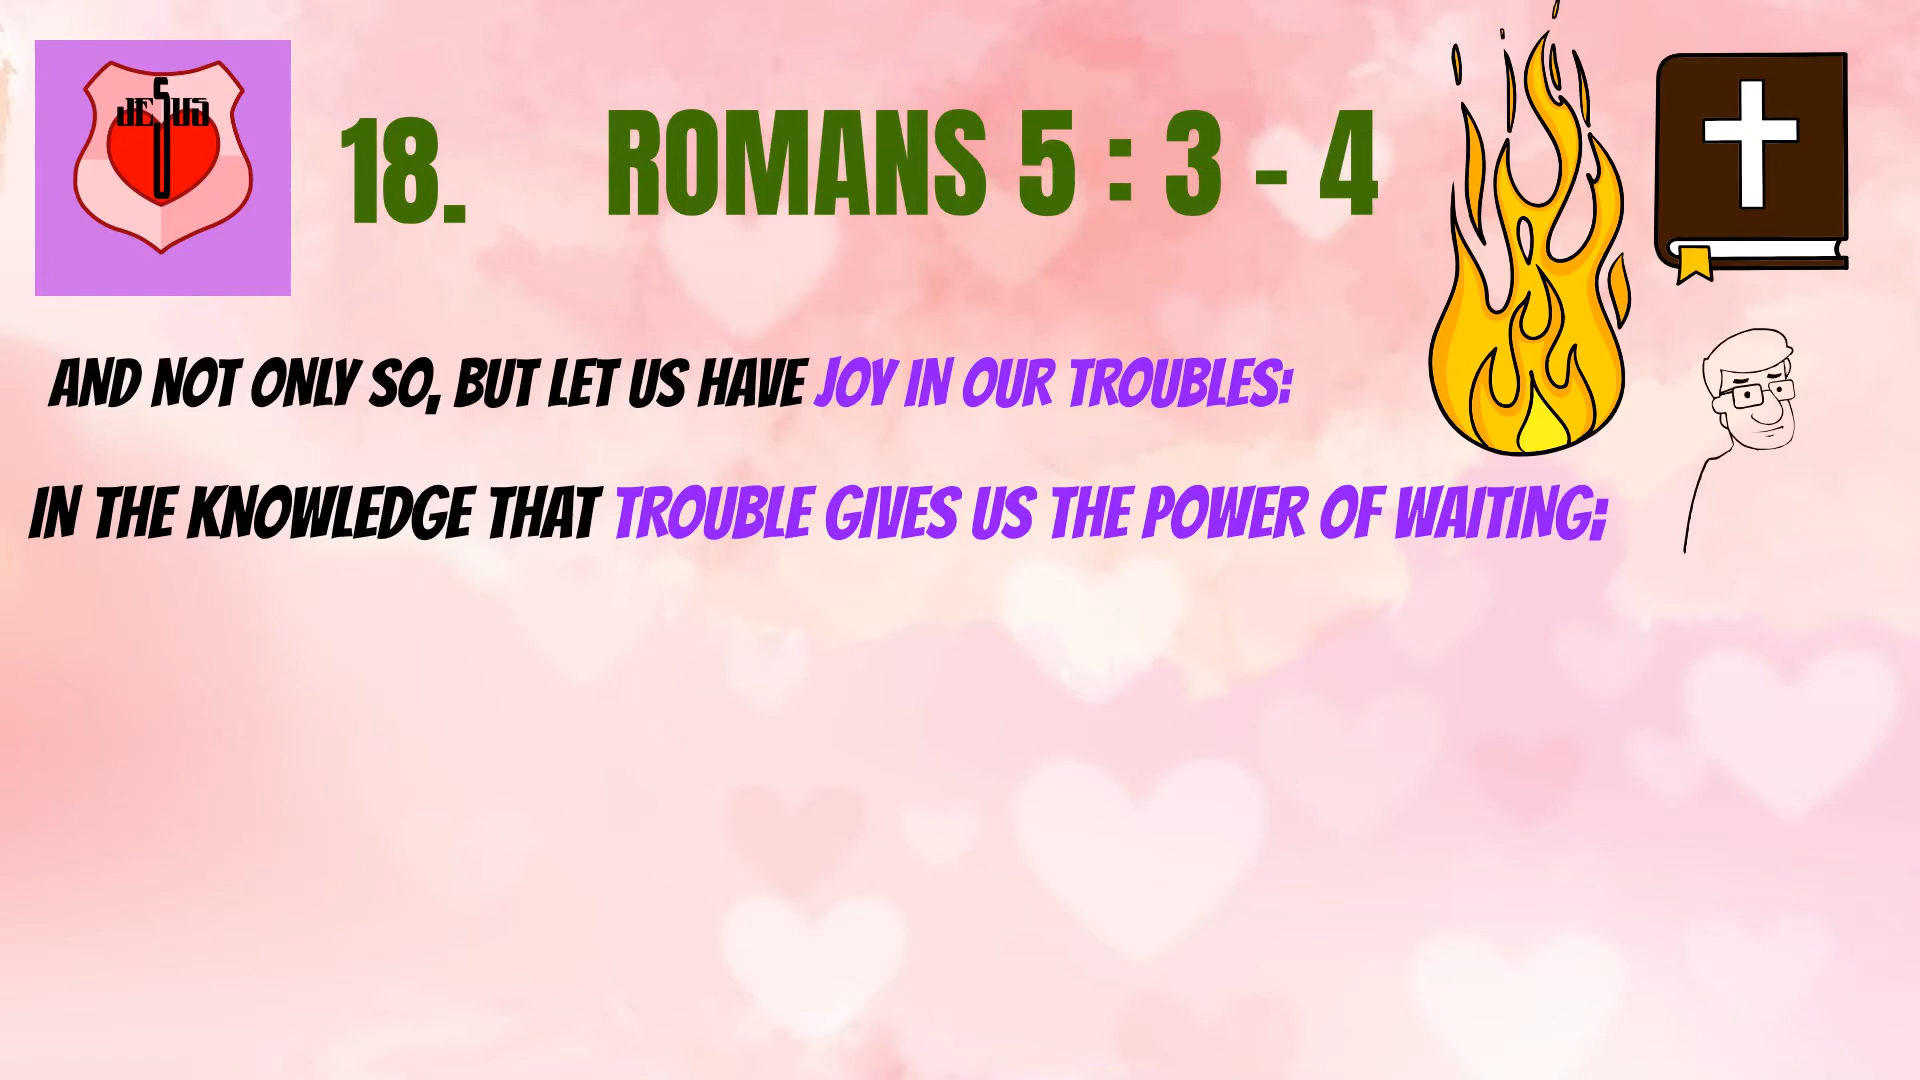 JESUS
18. ROMANS 5 : 3 - 4
AND NOT ONLY SO, BUT LET US HAVE JOY IN OUR TROUBLES:
IN THE KNOWLEDGE THAT TROUBLE GIVES US THE POWER OF WAITING;